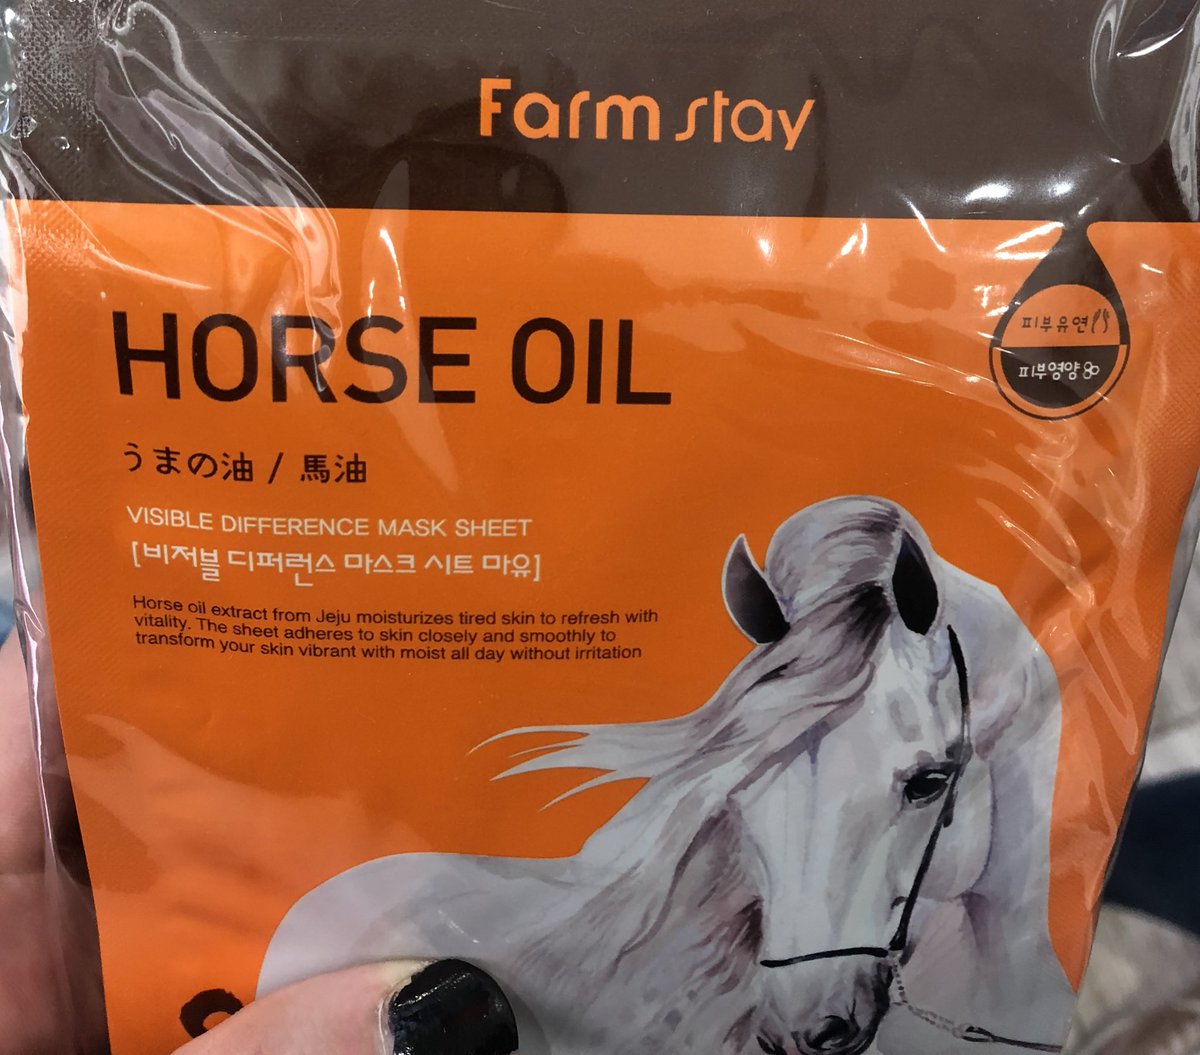 Farm stay
HORSE OIL
피부유연
피부영양
うまの油 / 馬油
VISIBLE DIFFERENCE MASK SHEET
[비저블 디퍼런스 마스크 시트 마유]
Horse oil extract from Jeju moisturizes tired skin to refresh with
vitality. The sheet adheres to skin closely and smoothly to
transform your skin vibrant with moist all day without irritation